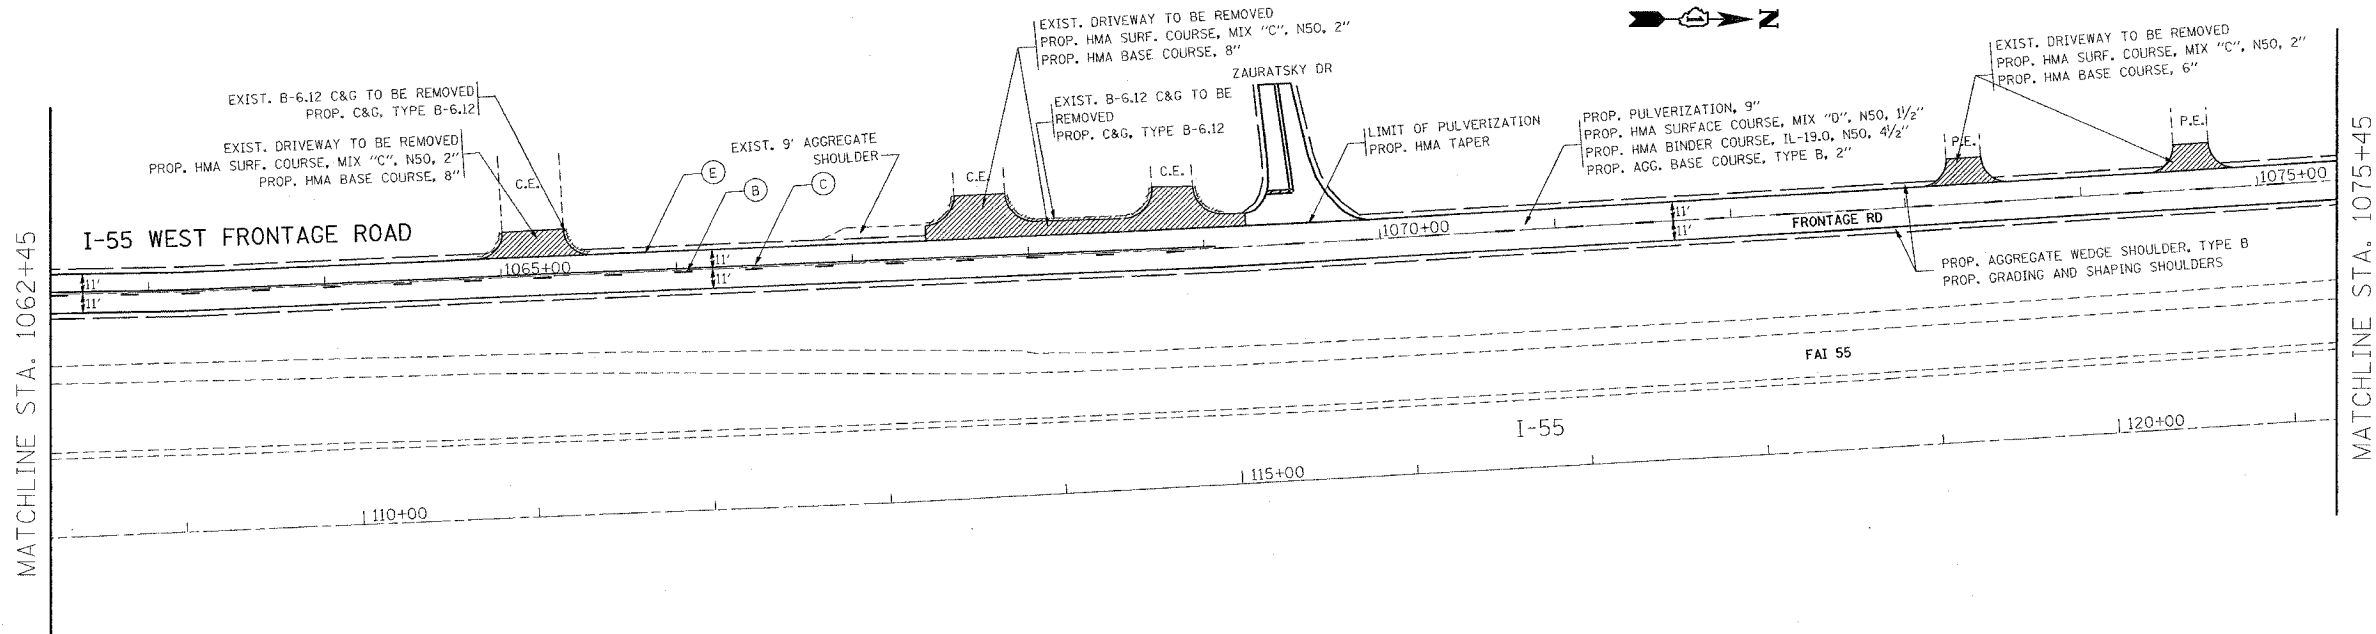 EXIST. DRIVEWAY TO BE REMOVED
PROP. HMA SURF. COURSE, MIX "C", N50, 2"
PROP. HMA BASE COURSE, 8"
N
EXIST. DRIVEWAY TO BE REMOVED
PROP. HMA SURF. COURSE, MIX "C", N50, 2"
PROP. HMA BASE COURSE, 6"
ZAURATSKY DR
EXIST. B-6.12 C&G TO BE REMOVED
PROP. C&G, TYPE B-6.12
EXIST. B-6.12 C&G TO BE
REMOVED
PROP. C&G, TYPE B-6.12
EXIST. DRIVEWAY TO BE REMOVED
PROP. HMA SURF. COURSE, MIX "C", N50, 2"
PROP. HMA BASE COURSE, 8"
EXIST. 9' AGGREGATE
SHOULDER
LIMIT OF PULVERIZATION
PROP. HMA TAPER
PROP. PULVERIZATION, 9"
PROP. HMA SURFACE COURSE, MIX "D", N50, 1½"
PROP. HMA BINDER COURSE, IL-19.0, N50, 4½"
PROP. AGG. BASE COURSE, TYPE B, 2"
C.E.
E
B
C
C.E.
C.E.
P.E.
P.E.
I-55 WEST FRONTAGE ROAD
1065+00
1070+00
1075+00
11'
11'
11'
11'
11'
11'
FRONTAGE RD
PROP. AGGREGATE WEDGE SHOULDER, TYPE B
PROP. GRADING AND SHAPING SHOULDERS
FAI 55
I-55
110+00
115+00
120+00
MATCHLINE STA. 1062+45
MATCHLINE STA. 1075+45